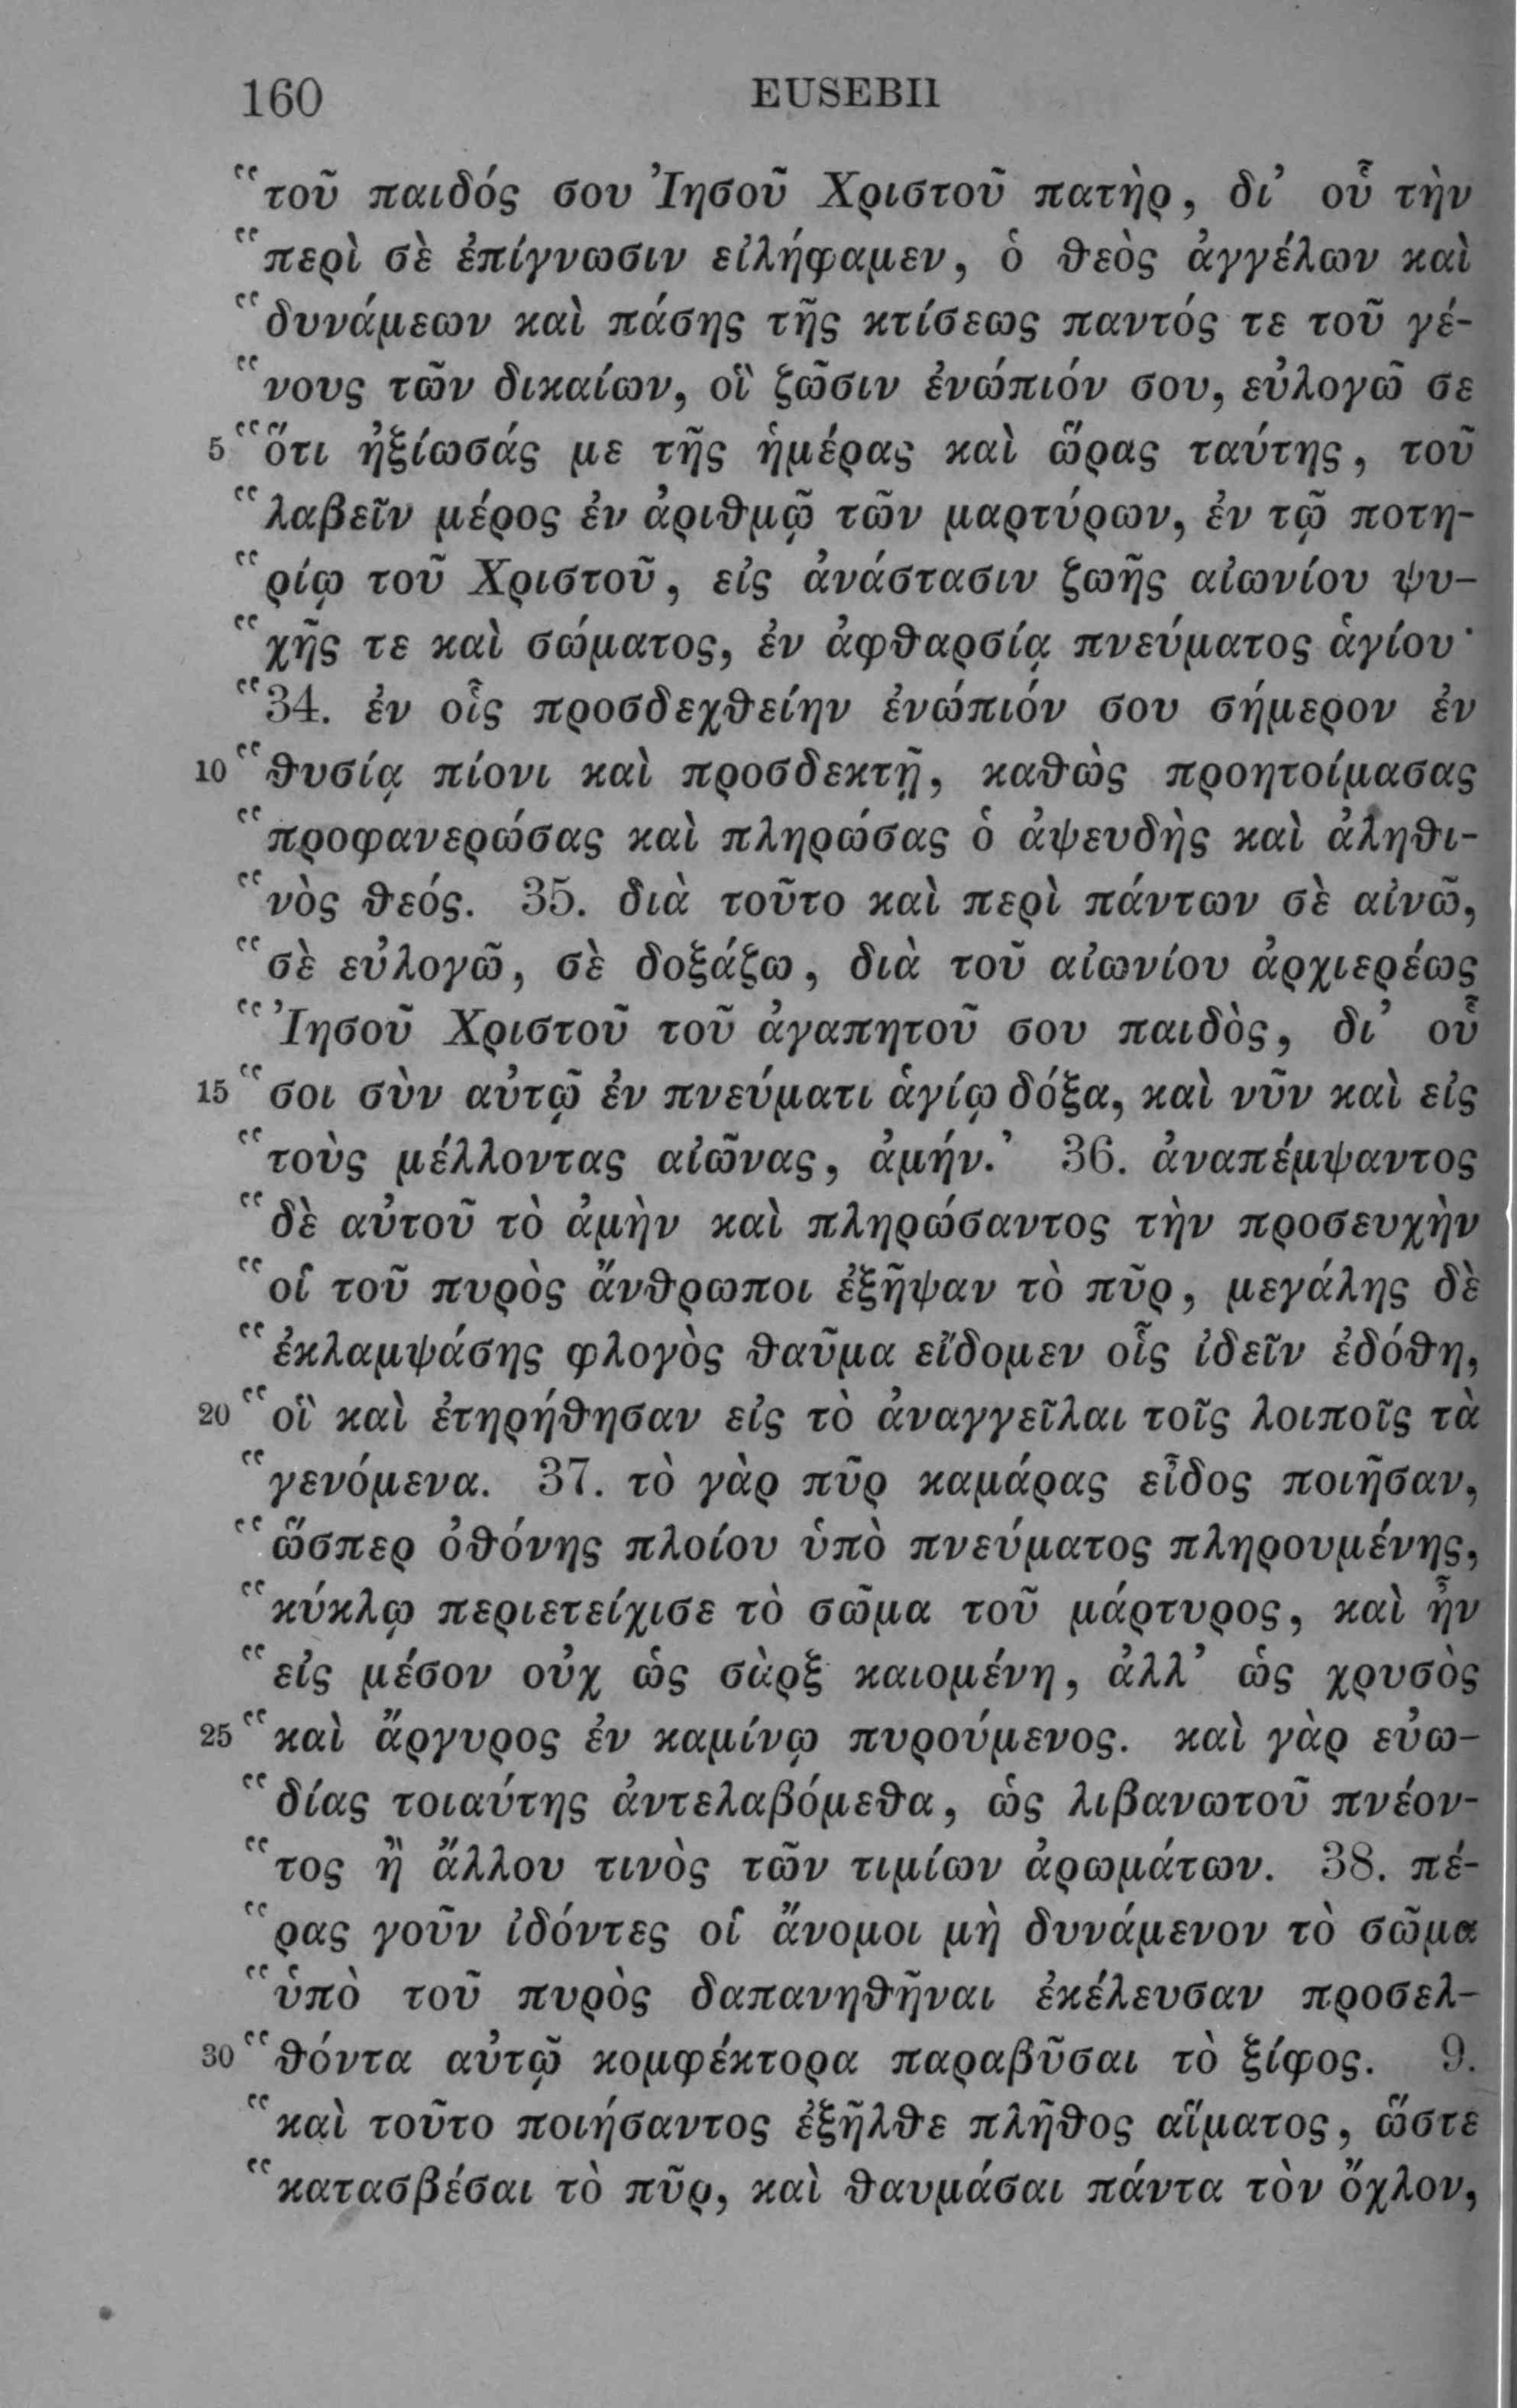 160 EUSEBII
“τοῦ παιδός σου Ἰησοῦ Χριστοῦ πατὴρ, δι’ οὗ τὴν
“περὶ σὲ ἐπίγνωσιν εἰλήφαμεν, ὁ θεὸς ἀγγέλων καὶ
“δυνάμεων καὶ πάσης τῆς κτίσεως παντός τε τοῦ γέ-
“νους τῶν δικαίων, οἳ ζῶσιν ἐνώπιόν σου, εὐλογῶ σε
5 “ὅτι ἠξίωσάς με τῆς ἡμέρας καὶ ὥρας ταύτης, τοῦ
“λαβεῖν μέρος ἐν ἀριθμῷ τῶν μαρτύρων, ἐν τῷ ποτη-
“ρίῳ τοῦ Χριστοῦ, εἰς ἀνάστασιν ζωῆς αἰωνίου ψυ-
“χῆς τε καὶ σώματος, ἐν ἀφθαρσίᾳ πνεύματος ἁγίου·
“34. ἐν οἷς προσδεχθείην ἐνώπιόν σου σήμερον ἐν
10 “θυσίᾳ πίονι καὶ προσδεκτῇ, καθὼς προητοίμασας
“προφανερώσας καὶ πληρώσας ὁ ἀψευδὴς καὶ ἀληθι-
“νὸς θεός. 35. διὰ τοῦτο καὶ περὶ πάντων σὲ αἰνῶ,
“σὲ εὐλογῶ, σὲ δοξάζω, διὰ τοῦ αἰωνίου ἀρχιερέως
“Ἰησοῦ Χριστοῦ τοῦ ἀγαπητοῦ σου παιδὸς, δι’ οὗ
15 “σοι σὺν αὐτῷ ἐν πνεύματι ἁγίῳ δόξα, καὶ νῦν καὶ εἰς
“τοὺς μέλλοντας αἰῶνας, ἀμήν.’ 36. ἀναπέμψαντος
“δὲ αὐτοῦ τὸ ἀμὴν καὶ πληρώσαντος τὴν προσευχὴν
“οἱ τοῦ πυρὸς ἄνθρωποι ἐξῆψαν τὸ πῦρ, μεγάλης δὲ
“ἐκλαμψάσης φλογὸς θαῦμα εἴδομεν οἷς ἰδεῖν ἐδόθη,
20 “οἳ καὶ ἐτηρήθησαν εἰς τὸ ἀναγγεῖλαι τοῖς λοιποῖς τὰ
“γενόμενα. 37. τὸ γὰρ πῦρ καμάρας εἶδος ποιῆσαν,
“ὥσπερ ὀθόνης πλοίου ὑπὸ πνεύματος πληρουμένης,
“κύκλῳ περιετείχισε τὸ σῶμα τοῦ μάρτυρος, καὶ ἦν
“εἰς μέσον οὐχ ὡς σὰρξ καιομένη, ἀλλ’ ὡς χρυσὸς
25 “καὶ ἄργυρος ἐν καμίνῳ πυρούμενος. καὶ γὰρ εὐω-
“δίας τοιαύτης ἀντελαβόμεθα, ὡς λιβανωτοῦ πνέον-
“τος ἢ ἄλλου τινὸς τῶν τιμίων ἀρωμάτων. 38. πέ-
“ρας γοῦν ἰδόντες οἱ ἄνομοι μὴ δυνάμενον τὸ σῶμα
“ὑπὸ τοῦ πυρὸς δαπανηθῆναι ἐκέλευσαν προσελ-
30 “θόντα αὐτῷ κομφέκτορα παραβῦσαι τὸ ξίφος. 9.
“καὶ τοῦτο ποιήσαντος ἐξῆλθε πλῆθος αἵματος, ὥστε
“κατασβέσαι τὸ πῦρ, καὶ θαυμάσαι πάντα τὸν ὄχλον,